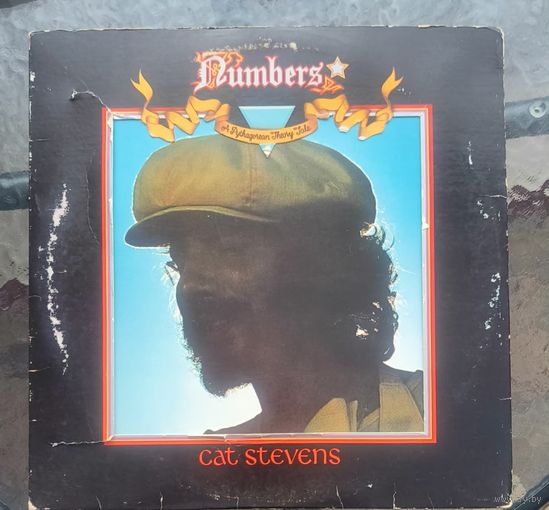 Numbers
A Pythagorean "Theory" Tale
cat stevens